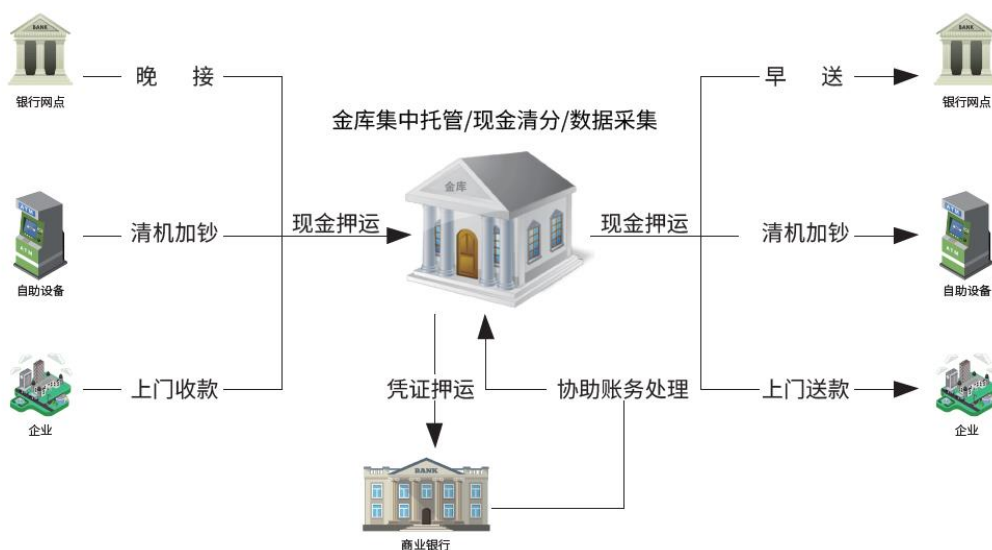 BANK
银行网点
晚 接
早 送
BANK
银行网点
金库集中托管/现金清分/数据采集
金库
ATM
ATM
自助设备
清机加钞
现金押运
现金押运
清机加钞
ATM
ATM
自助设备
上门收款
企业
凭证押运
协助账务处理
上门送款
企业
BANK
商业银行